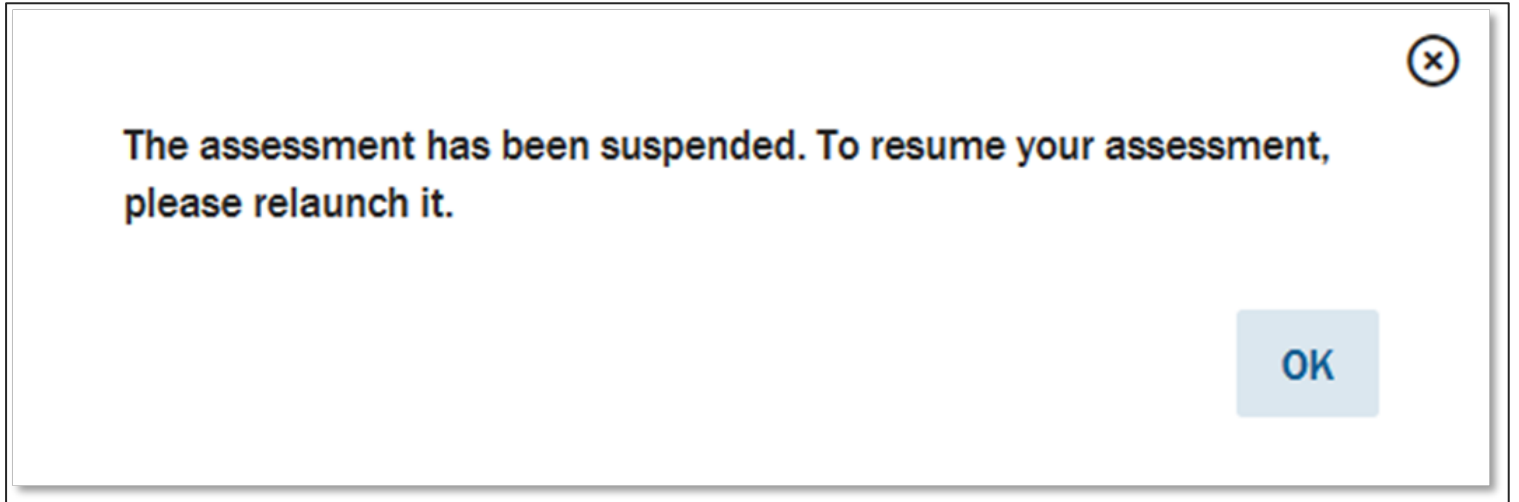 The assessment has been suspended. To resume your assessment,
please relaunch it.
OK